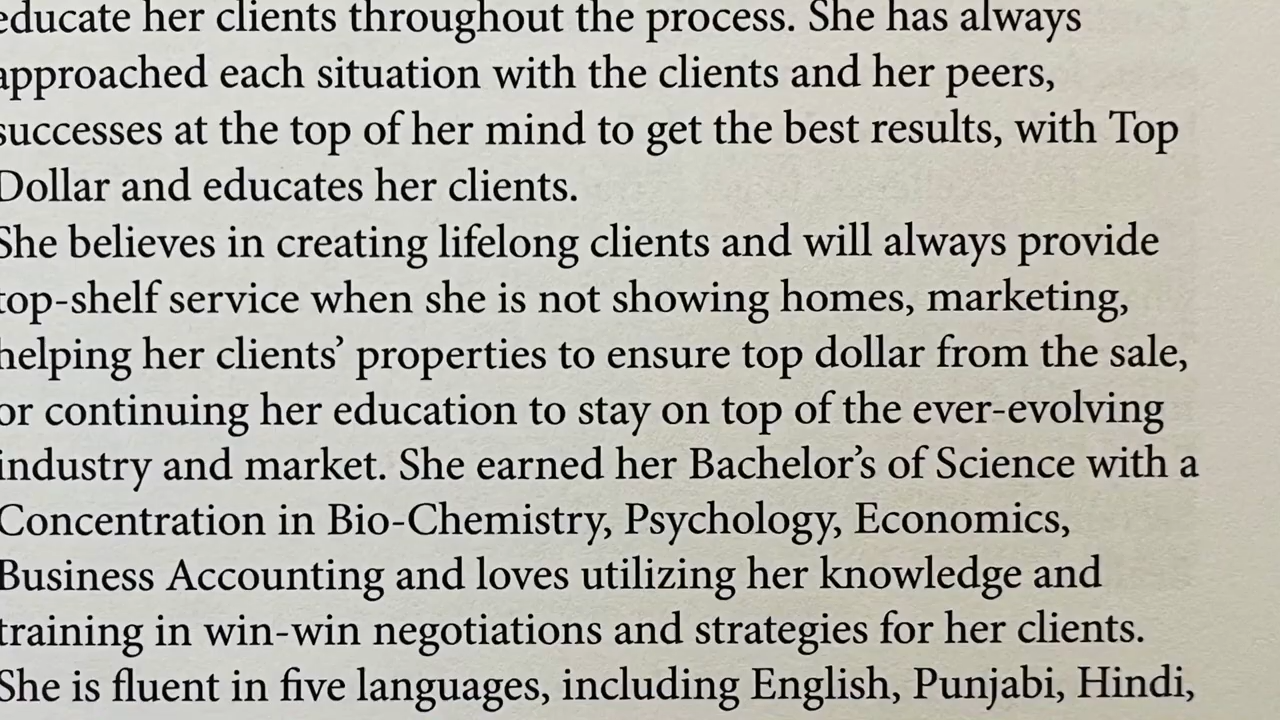 educate her clients throughout the process. She has always
approached each situation with the clients and her peers,
successes at the top of her mind to get the best results, with Top
Dollar and educates her clients.
She believes in creating lifelong clients and will always provide
top-shelf service when she is not showing homes, marketing,
helping her clients’ properties to ensure top dollar from the sale,
or continuing her education to stay on top of the ever-evolving
industry and market. She earned her Bachelor’s of Science with a
Concentration in Bio-Chemistry, Psychology, Economics,
Business Accounting and loves utilizing her knowledge and
training in win-win negotiations and strategies for her clients.
She is fluent in five languages, including English, Punjabi, Hindi,